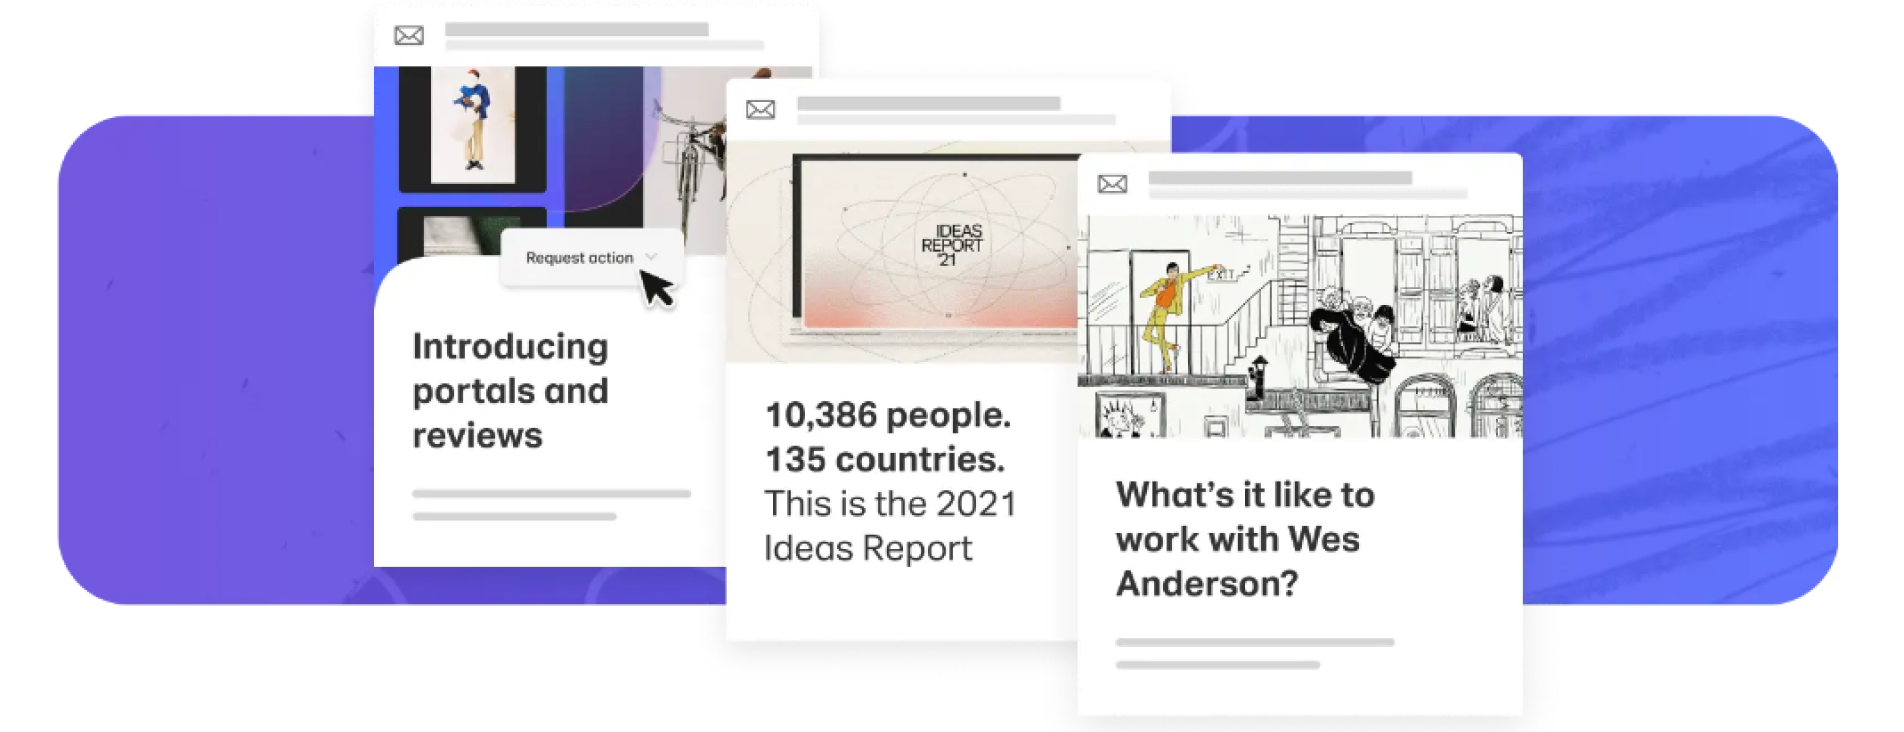 Request action
Introducing
portals and
reviews
IDEAS
REPORT
'21
10,386 people.
135 countries.
This is the 2021
Ideas Report
EXIT
What's it like to
work with Wes
Anderson?